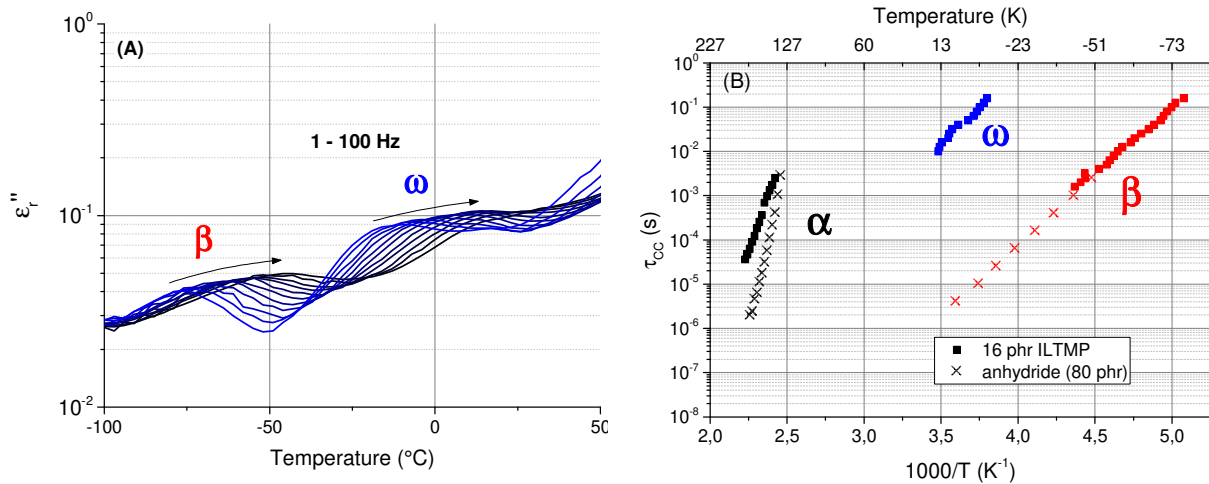 (A)
10⁰
10⁻¹
10⁻²
εᵣ''
1 - 100 Hz
β
ω
-100
-50
0
50
Temperature (°C)
Temperature (K)
227
127
60
13
-23
-51
-73
(B)
10⁰
10⁻¹
10⁻²
10⁻³
10⁻⁴
10⁻⁵
10⁻⁶
10⁻⁷
10⁻⁸
τCC (s)
ω
β
α
16 phr ILTMP
anhydride (80 phr)
2,0
2,5
3,0
3,5
4,0
4,5
5,0
1000/T (K⁻¹)